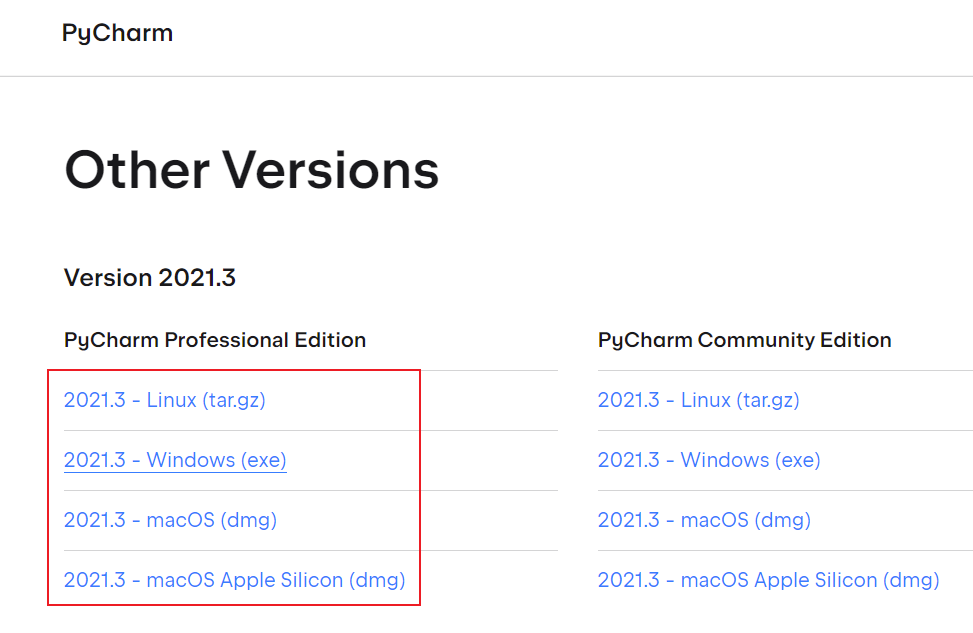 PyCharm
Other Versions
Version 2021.3
PyCharm Professional Edition
2021.3 - Linux (tar.gz)
2021.3 - Windows (exe)
2021.3 - macOS (dmg)
2021.3 - macOS Apple Silicon (dmg)
PyCharm Community Edition
2021.3 - Linux (tar.gz)
2021.3 - Windows (exe)
2021.3 - macOS (dmg)
2021.3 - macOS Apple Silicon (dmg)